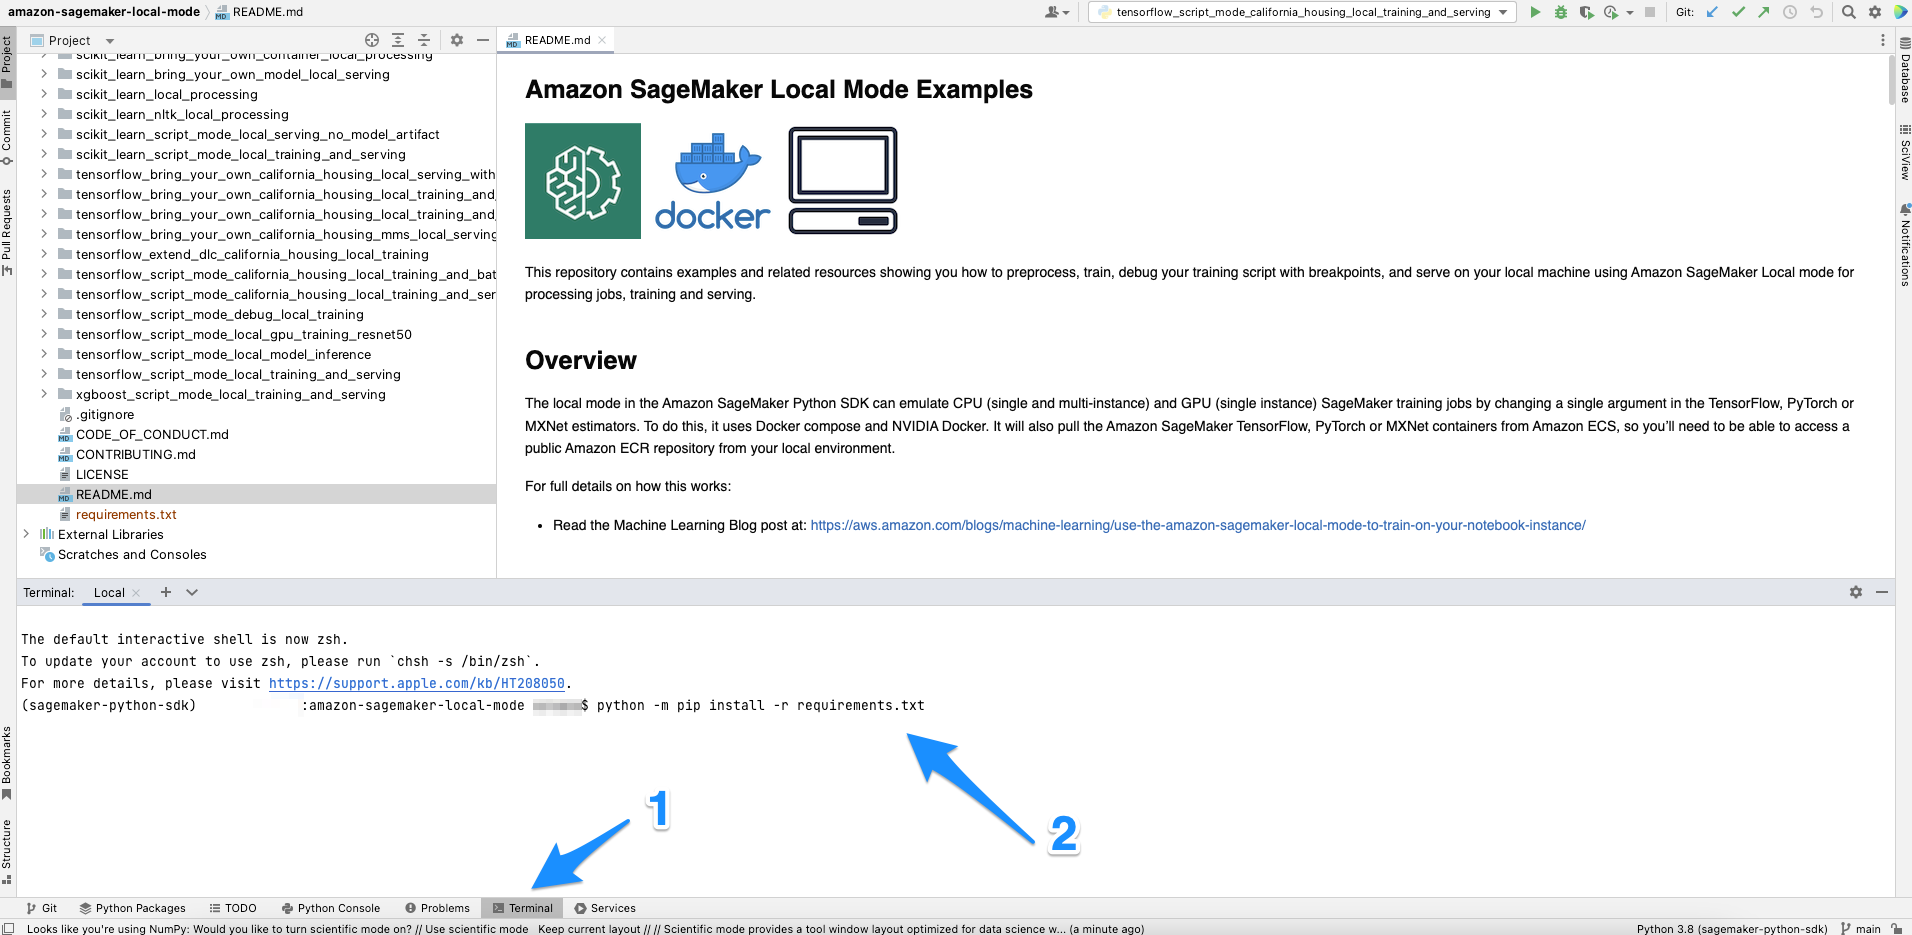 amazon-sagemaker-local-mode README.md
tensorflow_script_mode_california_housing_local_training_and_serving
Git:
Project
README.md
scikit_learn_bring_your_own_container_local_processing
scikit_learn_bring_your_own_model_local_serving
scikit_learn_local_processing
scikit_learn_nltk_local_processing
scikit_learn_script_mode_local_serving_no_model_artifact
scikit_learn_script_mode_local_training_and_serving
tensorflow_bring_your_own_california_housing_local_serving_with
tensorflow_bring_your_own_california_housing_local_training_and_
tensorflow_bring_your_own_california_housing_local_training_and_
tensorflow_bring_your_own_california_housing_mms_local_serving
tensorflow_extend_dlc_california_housing_local_training
tensorflow_script_mode_california_housing_local_training_and_bat
tensorflow_script_mode_california_housing_local_training_and_ser
tensorflow_script_mode_debug_local_training
tensorflow_script_mode_local_gpu_training_resnet50
tensorflow_script_mode_local_model_inference
tensorflow_script_mode_local_training_and_serving
xgboost_script_mode_local_training_and_serving
.gitignore
MD CODE_OF_CONDUCT.md
MD CONTRIBUTING.md
LICENSE
MD README.md
requirements.txt
External Libraries
Scratches and Consoles
Project
Commit
Pull Requests
Bookmarks
Structure
Amazon SageMaker Local Mode Examples
docker
This repository contains examples and related resources showing you how to preprocess, train, debug your training script with breakpoints, and serve on your local machine using Amazon SageMaker Local mode for
processing jobs, training and serving.
Overview
The local mode in the Amazon SageMaker Python SDK can emulate CPU (single and multi-instance) and GPU (single instance) SageMaker training jobs by changing a single argument in the TensorFlow, PyTorch or
MXNet estimators. To do this, it uses Docker compose and NVIDIA Docker. It will also pull the Amazon SageMaker TensorFlow, PyTorch or MXNet containers from Amazon ECS, so you’ll need to be able to access a
public Amazon ECR repository from your local environment.
For full details on how this works:
• Read the Machine Learning Blog post at: https://aws.amazon.com/blogs/machine-learning/use-the-amazon-sagemaker-local-mode-to-train-on-your-notebook-instance/
Database
SciView
Notifications
Terminal: Local
The default interactive shell is now zsh.
To update your account to use zsh, please run `chsh -s /bin/zsh`.
For more details, please visit https://support.apple.com/kb/HT208050.
(sagemaker-python-sdk) :amazon-sagemaker-local-mode $ python -m pip install -r requirements.txt
1
2
Git Python Packages TODO Python Console Problems Terminal Services
Looks like you're using NumPy: Would you like to turn scientific mode on? // Use scientific mode Keep current layout // // Scientific mode provides a tool window layout optimized for data science w... (a minute ago) Python 3.8 (sagemaker-python-sdk) main